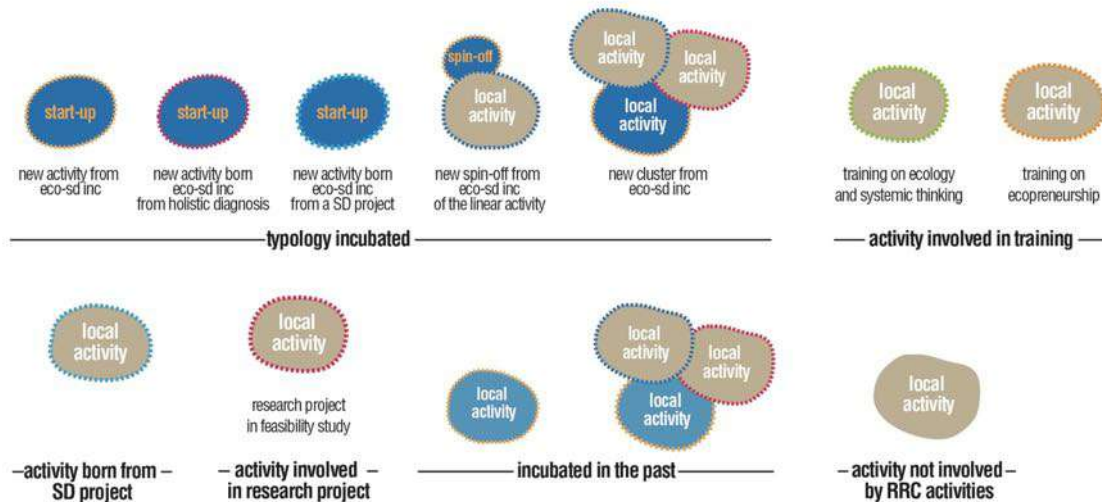 spin-off
local
activity
local
activity
local
activity
local
activity
start-up
start-up
start-up
local
activity
local
activity
new activity from
eco-sd inc
new activity born
eco-sd inc
from holistic diagnosis
new activity born
eco-sd inc
from a SD project
new spin-off from
eco-sd inc
of the linear activity
new cluster from
eco-sd inc
training on ecology
and systemic thinking
training on
ecopreneurship
typology incubated
activity involved in training
local
activity
local
activity
research project
in feasibility study
local
activity
local
activity
local
activity
local
activity
local
activity
activity born from
SD project
activity involved
in research project
incubated in the past
activity not involved
by RRC activities